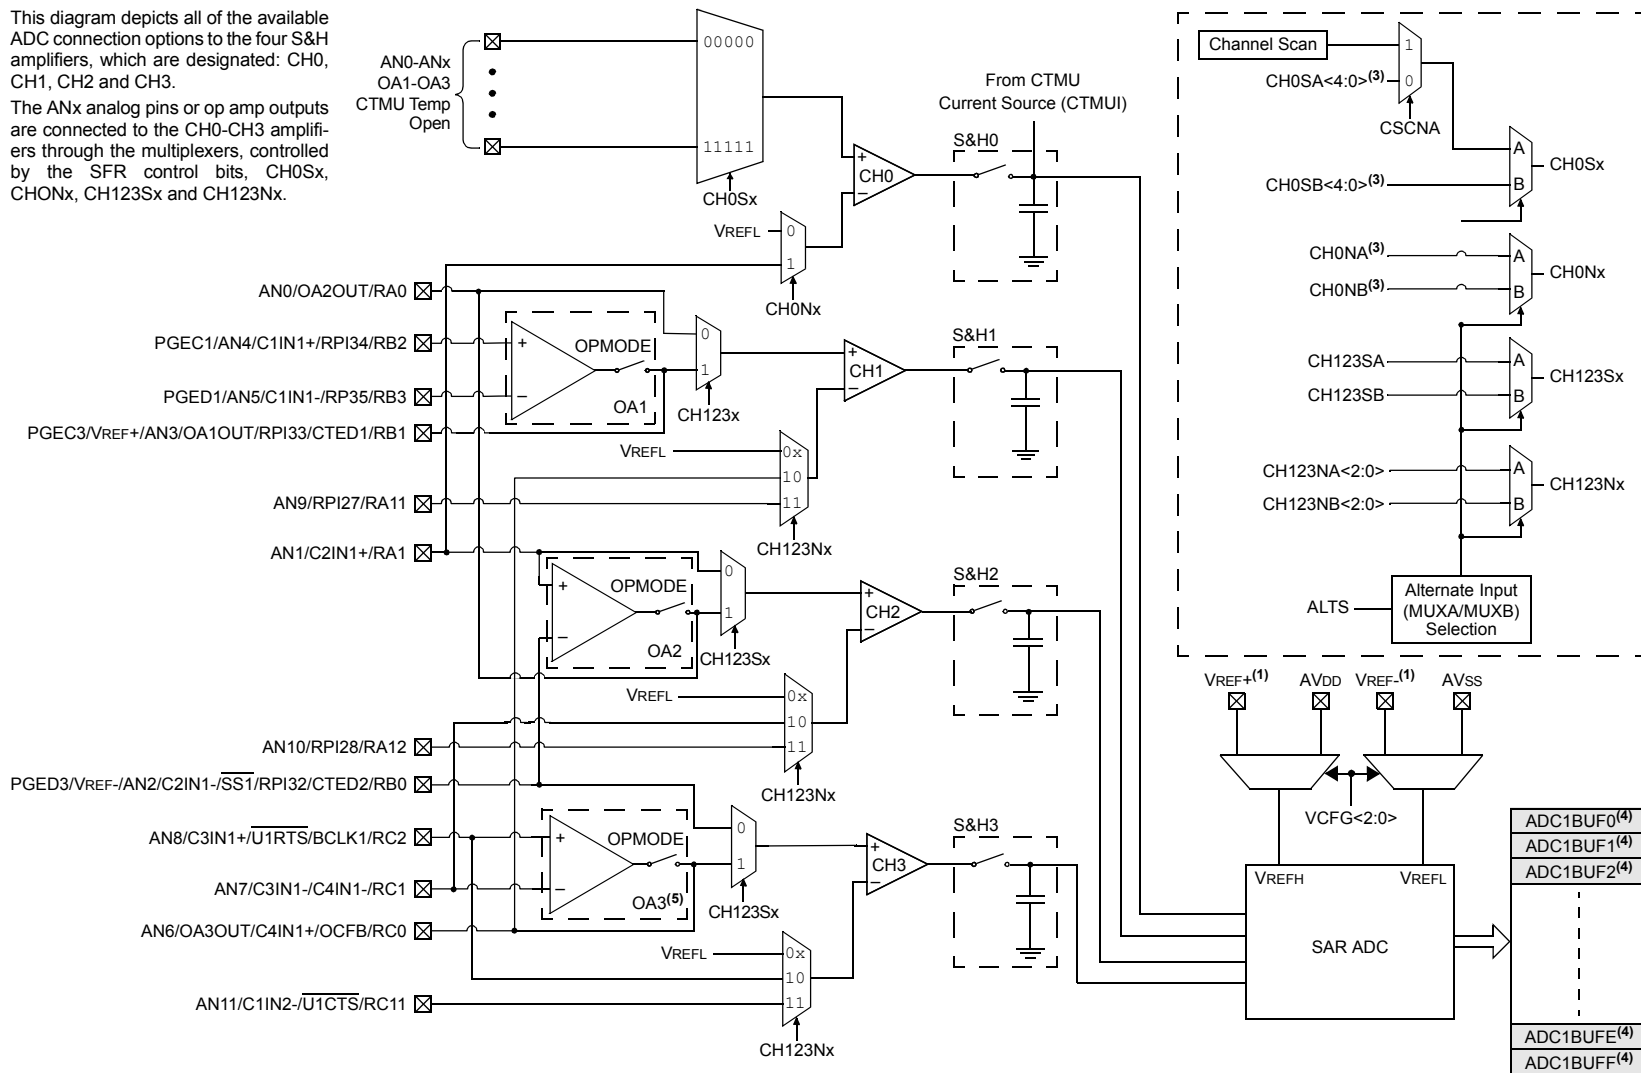 This diagram depicts all of the available
ADC connection options to the four S&H
amplifiers, which are designated: CH0,
CH1, CH2 and CH3.
The ANx analog pins or op amp outputs
are connected to the CH0-CH3 amplifi-
ers through the multiplexers, controlled
by the SFR control bits, CH0Sx,
CHONx, CH123Sx and CH123Nx.
AN0-ANx
OA1-OA3
CTMU Temp
Open
00000
11111
CH0Sx
From CTMU
Current Source (CTMUI)
S&H0
+
CH0
−
VREFL
0
1
CH0Nx
AN0/OA2OUT/RA0
PGEC1/AN4/C1IN1+/RPI34/RB2
PGED1/AN5/C1IN1-/RP35/RB3
PGEC3/VREF+/AN3/OA1OUT/RPI33/CTED1/RB1
+
OPMODE
−
OA1
0
1
CH123x
+
CH1
−
S&H1
VREFL
0x
10
11
CH123Nx
AN9/RPI27/RA11
AN1/C2IN1+/RA1
+
OPMODE
−
OA2
0
1
CH123Sx
+
CH2
−
S&H2
VREFL
0x
10
11
CH123Nx
AN10/RPI28/RA12
PGED3/VREF-/AN2/C2IN1-/SS1/RPI32/CTED2/RB0
AN8/C3IN1+/U1RTS/BCLK1/RC2
AN7/C3IN1-/C4IN1-/RC1
AN6/OA3OUT/C4IN1+/OCFB/RC0
+
OPMODE
−
OA3(5)
0
1
CH123Sx
+
CH3
−
S&H3
VREFL
0x
10
11
CH123Nx
AN11/C1IN2-/U1CTS/RC11
Channel Scan
1
CH0SA<4:0>(3)
0
CSCNA
A
CH0Sx
CH0SB<4:0>(3)
B
CH0NA(3)
A
CH0Nx
CH0NB(3)
B
CH123SA
A
CH123Sx
CH123SB
B
CH123NA<2:0>
A
CH123Nx
CH123NB<2:0>
B
ALTS
Alternate Input
(MUXA/MUXB)
Selection
VREF+(1)
AVDD
VREF-(1)
AVSS
VCFG<2:0>
VREFH
VREFL
SAR ADC
ADC1BUF0(4)
ADC1BUF1(4)
ADC1BUF2(4)
ADC1BUFE(4)
ADC1BUFF(4)